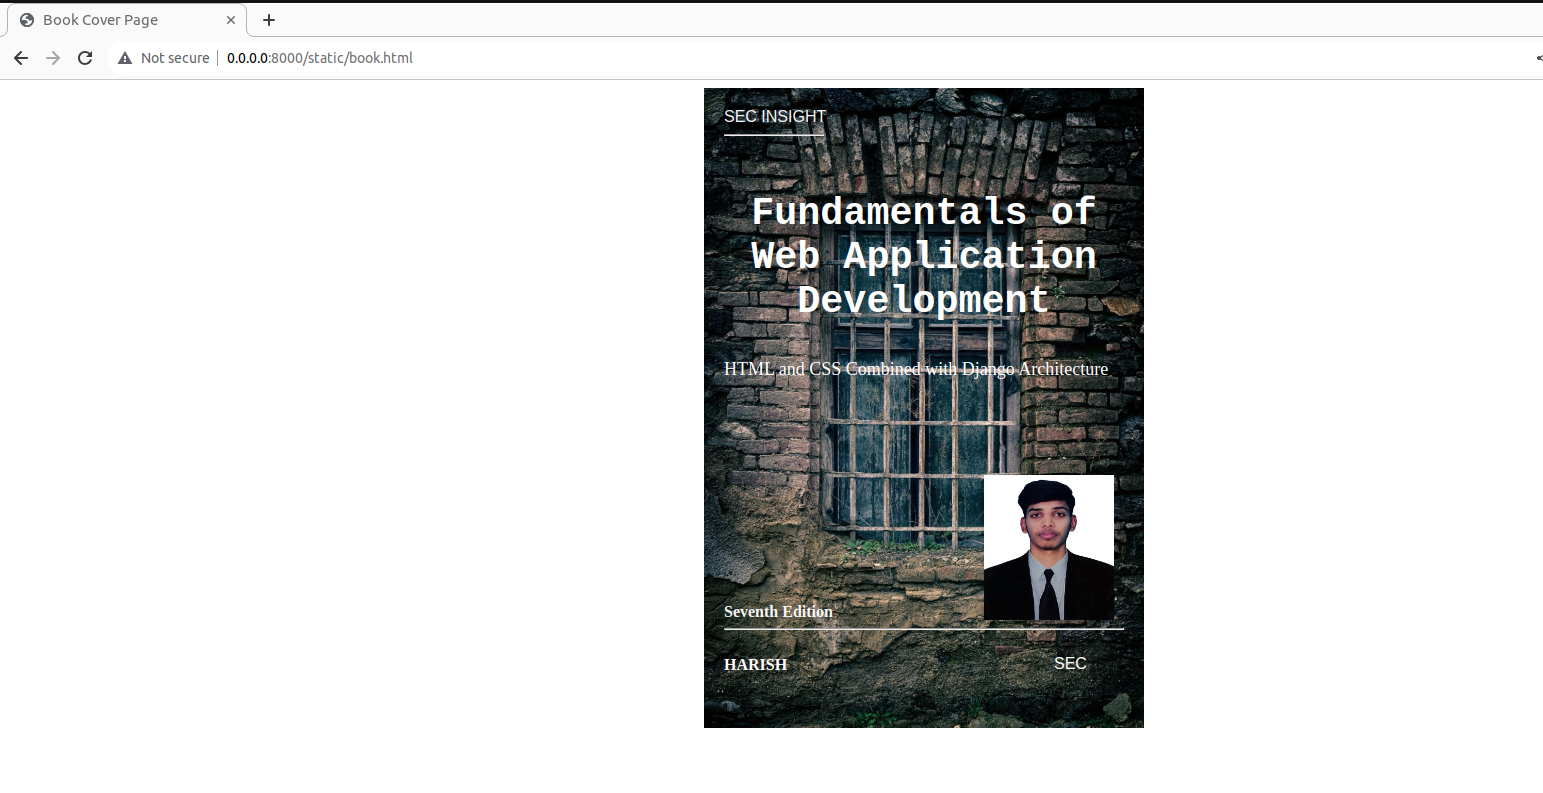 Book Cover Page
Not secure
0.0.0.0:8000/static/book.html
SEC INSIGHT
Fundamentals of
Web Application
Development
HTML and CSS Combined with Django Architecture
Seventh Edition
HARISH
SEC